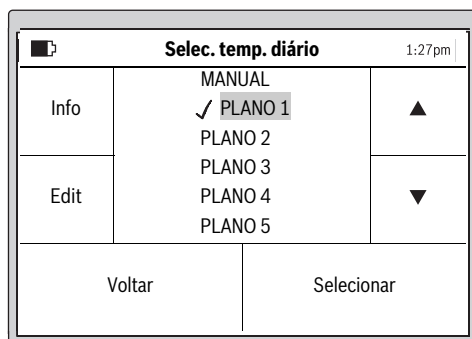 Selec. temp. diário 1:27pm
MANUAL
Info ✓ PLANO 1 ▲
PLANO 2
PLANO 3
Edit PLANO 4 ▼
PLANO 5
Voltar Selecionar